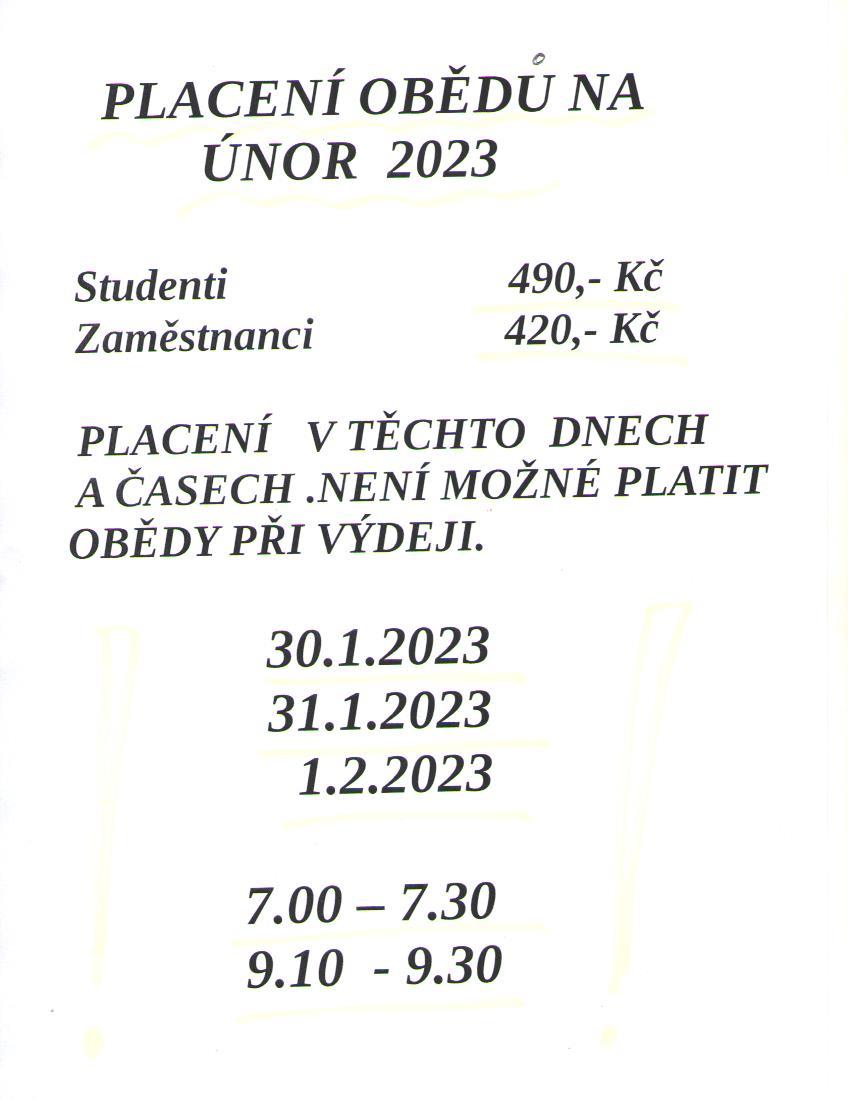 PLACENÍ OBĚDŮ NA
ÚNOR 2023
Studenti 490,- Kč
Zaměstnanci 420,- Kč
PLACENÍ V TĚCHTO DNECH
A ČASECH .NENÍ MOŽNÉ PLATIT
OBĚDY PŘI VÝDEJI.
30.1.2023
31.1.2023
1.2.2023
7.00 – 7.30
9.10 - 9.30